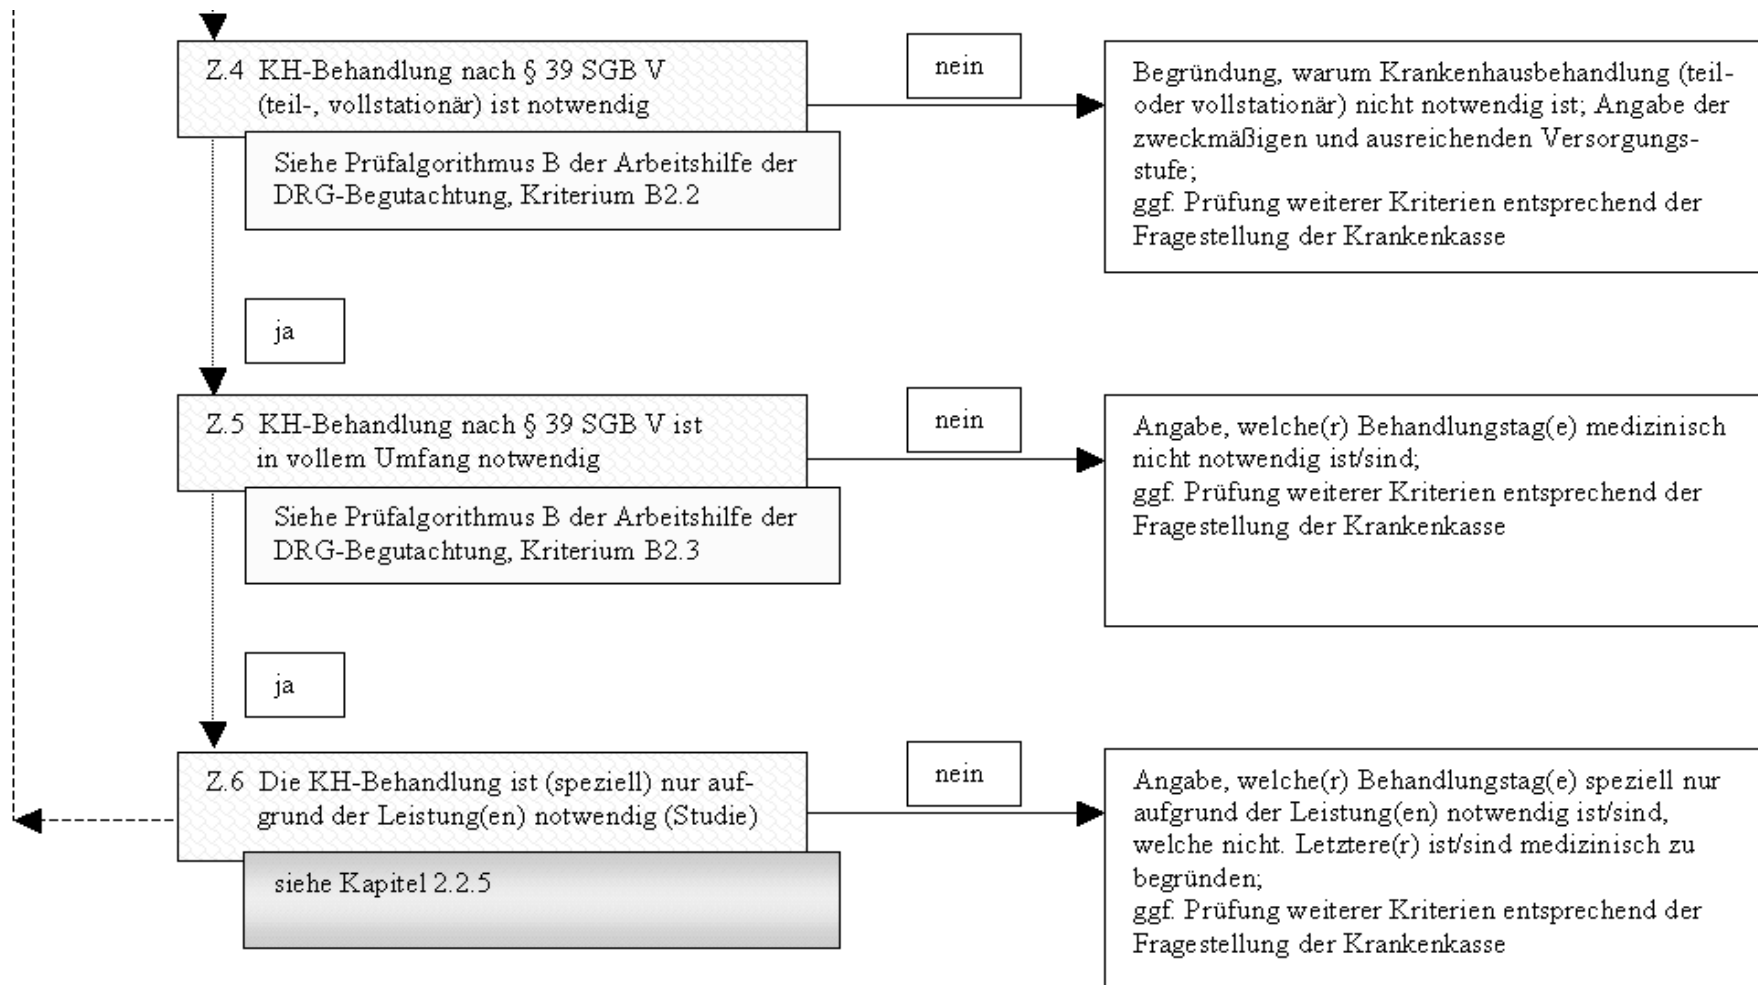 Z.4 KH-Behandlung nach § 39 SGB V
(teil-, vollstationär) ist notwendig
Siehe Prüfalgorithmus B der Arbeitshilfe der
DRG-Begutachtung, Kriterium B2.2
nein
Begründung, warum Krankenhausbehandlung (teil-
oder vollstationär) nicht notwendig ist; Angabe der
zweckmäßigen und ausreichenden Versorgungs-
stufe;
ggf. Prüfung weiterer Kriterien entsprechend der
Fragestellung der Krankenkasse
ja
Z.5 KH-Behandlung nach § 39 SGB V ist
in vollem Umfang notwendig
Siehe Prüfalgorithmus B der Arbeitshilfe der
DRG-Begutachtung, Kriterium B2.3
nein
Angabe, welche(r) Behandlungstag(e) medizinisch
nicht notwendig ist/sind;
ggf. Prüfung weiterer Kriterien entsprechend der
Fragestellung der Krankenkasse
ja
Z.6 Die KH-Behandlung ist (speziell) nur auf-
grund der Leistung(en) notwendig (Studie)
siehe Kapitel 2.2.5
nein
Angabe, welche(r) Behandlungstag(e) speziell nur
aufgrund der Leistung(en) notwendig ist/sind,
welche nicht. Letztere(r) ist/sind medizinisch zu
begründen;
ggf. Prüfung weiterer Kriterien entsprechend der
Fragestellung der Krankenkasse